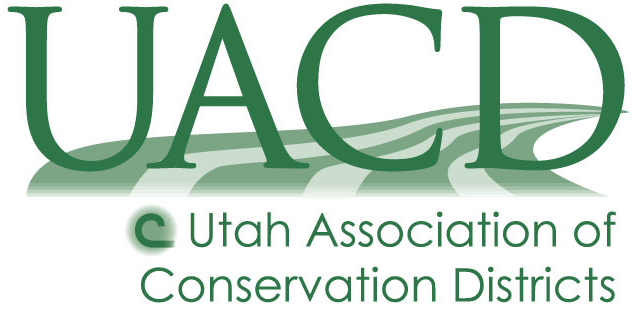 UACD
Utah Association of
Conservation Districts